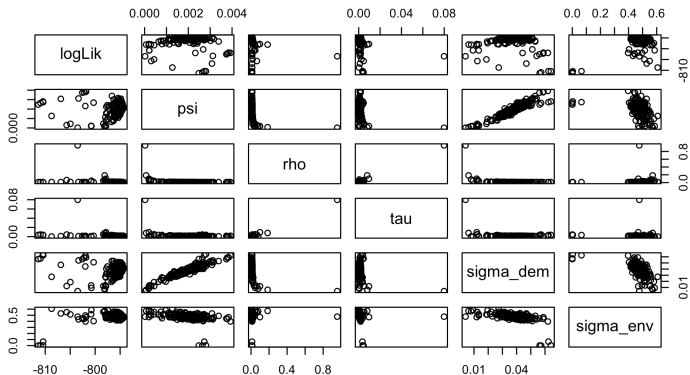 0.000 0.002 0.004
0.00 0.04 0.08
0.0 0.2 0.4 0.6
logLik
-810
0.000
psi
rho
0.0 0.8
0.00 0.08
tau
sigma_dem
0.01
0.0 0.5
sigma_env
-810 -800
0.0 0.4 0.8
0.01 0.04